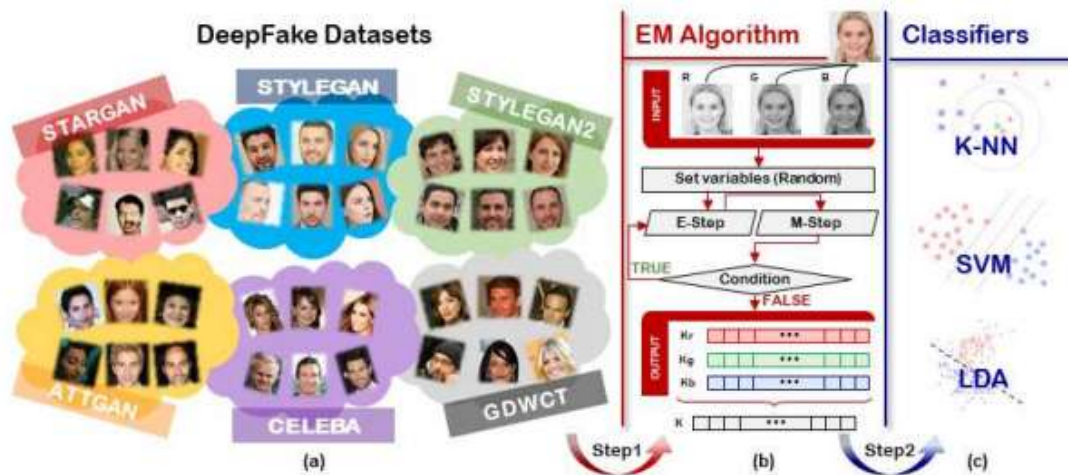 DeepFake Datasets
STARGAN
STYLEGAN
STYLEGAN2
ATTGAN
CELEBA
GDWCT
(a)
EM Algorithm
R G B
INPUT
Set variables (Random)
E-Step M-Step
TRUE
Condition
FALSE
OUTPUT
Kr •••
Kg •••
Kb •••
K •••
Step1
(b)
Step2
Classifiers
K-NN
SVM
LDA
(c)